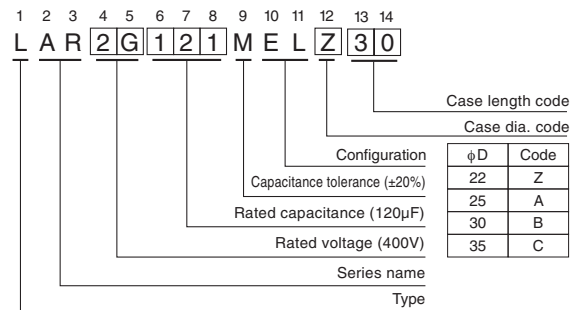 1 2 3 4 5 6 7 8 9 10 11 12 13 14
L A R 2 G 1 2 1 M E L Z 3 0
Case length code
Case dia. code
Configuration
Capacitance tolerance (±20%)
Rated capacitance (120µF)
Rated voltage (400V)
Series name
Type
ϕD Code
22 Z
25 A
30 B
35 C